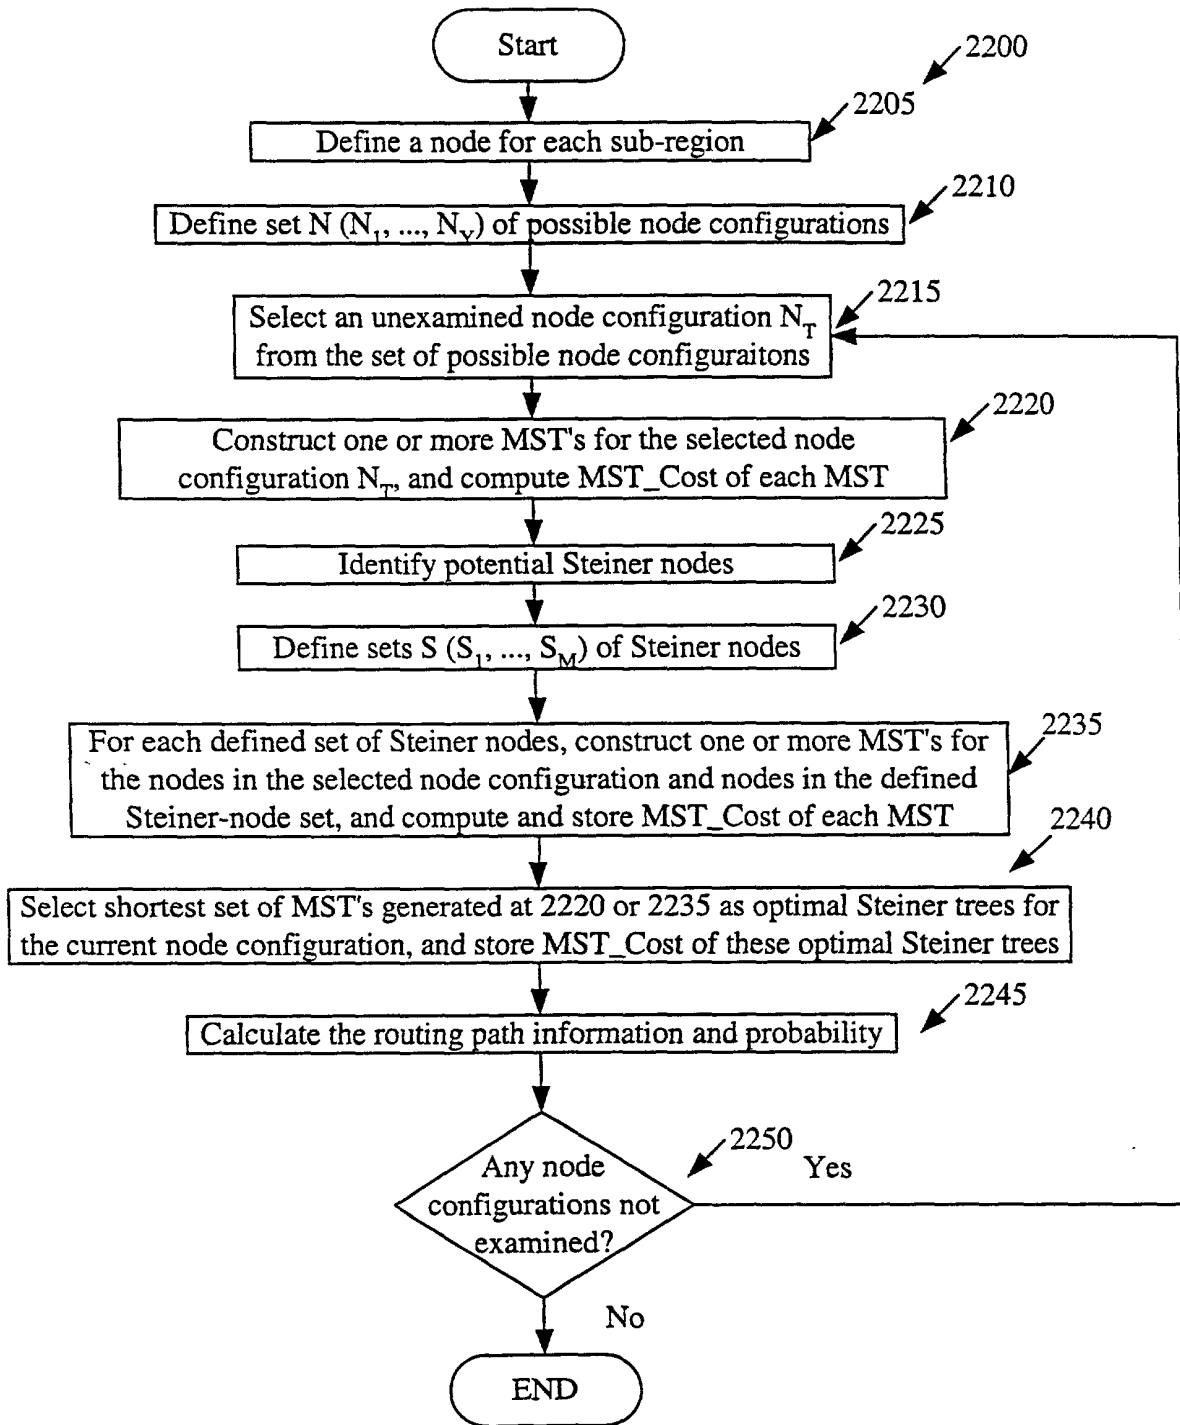 Start
2200
2205
Define a node for each sub-region
2210
Define set N (N1, ..., NY) of possible node configurations
2215
Select an unexamined node configuration NT
from the set of possible node configuraitons
2220
Construct one or more MST's for the selected node
configuration NT, and compute MST_Cost of each MST
2225
Identify potential Steiner nodes
2230
Define sets S (S1, ..., SM) of Steiner nodes
2235
For each defined set of Steiner nodes, construct one or more MST's for
the nodes in the selected node configuration and nodes in the defined
Steiner-node set, and compute and store MST_Cost of each MST
2240
Select shortest set of MST's generated at 2220 or 2235 as optimal Steiner trees for
the current node configuration, and store MST_Cost of these optimal Steiner trees
2245
Calculate the routing path information and probability
2250
Yes
Any node
configurations not
examined?
No
END